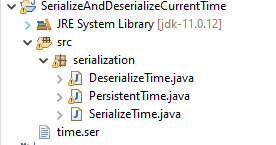 SerializeAndDeserializeCurrentTime
JRE System Library [jdk-11.0.12]
src
serialization
DeserializeTime.java
PersistentTime.java
SerializeTime.java
time.ser